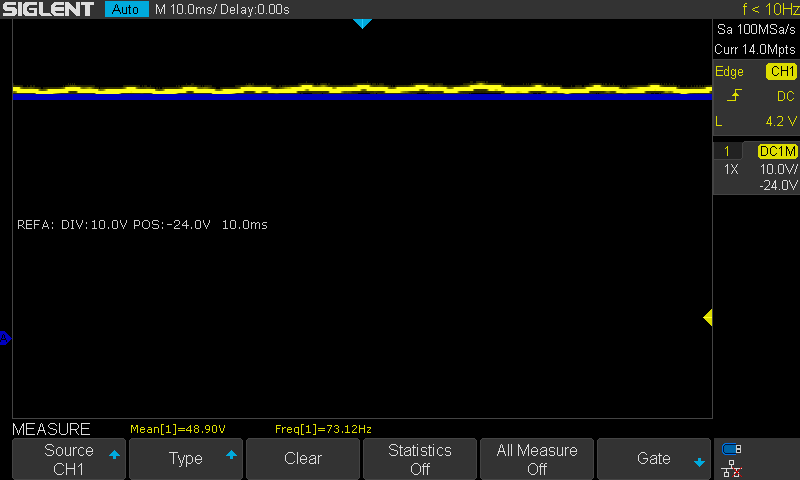 SIGLENT Auto M 10.0ms/ Delay:0.00s f < 10Hz
Sa 100MSa/s
Curr 14.0Mpts
Edge CH1
DC
L 4.2 V
1 DC1M
1X 10.0V/
-24.0V
REFA: DIV:10.0V POS:-24.0V 10.0ms
MEASURE Mean[1]=48.90V Freq[1]=73.12Hz
Source
CH1
Type
Clear
Statistics
Off
All Measure
Off
Gate